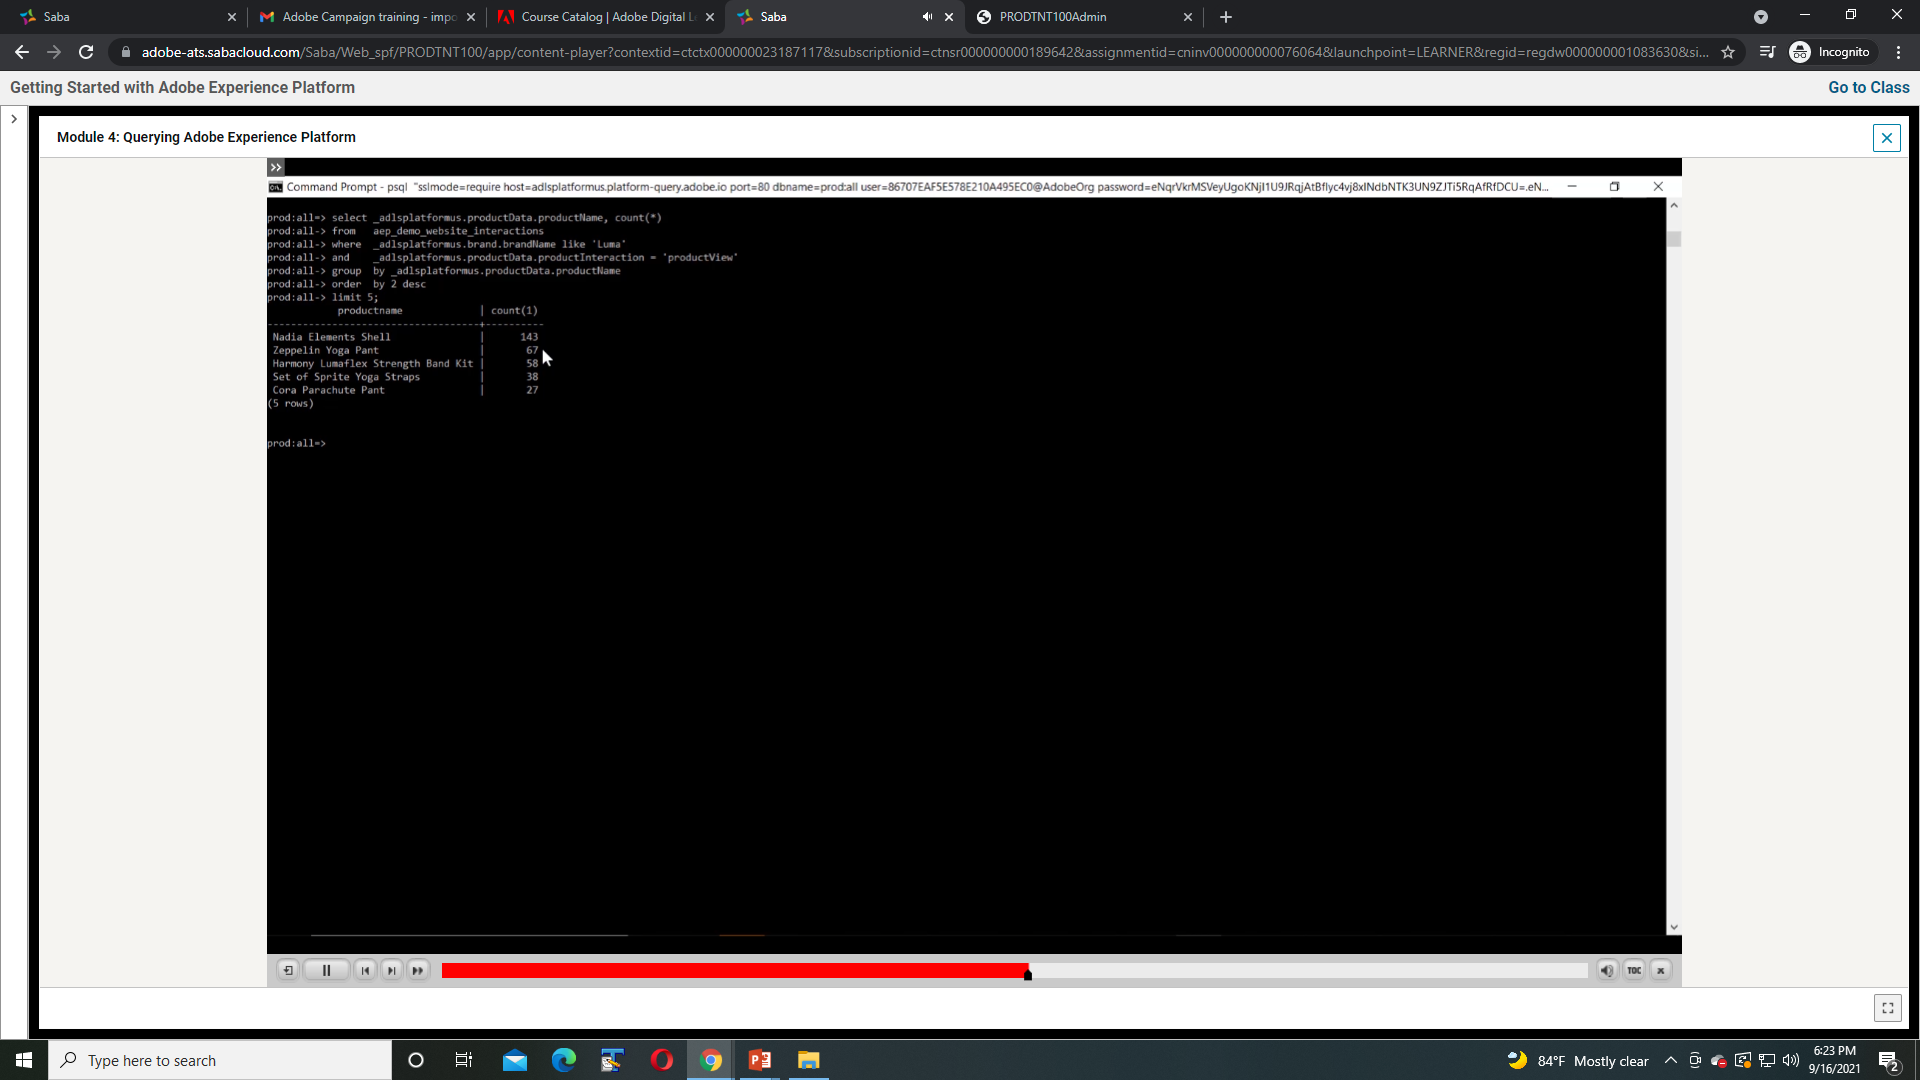 Saba
Adobe Campaign training - impo
Course Catalog | Adobe Digital L
Saba
PRODTNT100Admin
adobe-ats.sabacloud.com/Saba/Web_spf/PRODTNT100/app/content-player?contextid=ctctx000000023187117&subscriptionid=ctnsr000000000189642&assignmentid=cninv000000000076064&launchpoint=LEARNER&regid=regdw000000001083630&si...
Incognito
Getting Started with Adobe Experience Platform
Go to Class
Module 4: Querying Adobe Experience Platform
Command Prompt - psql "sslmode=require host=adlsplatformus.platform-query.adobe.io port=80 dbname=prod:all user=86707EAF5E578E210A495EC0@AdobeOrg
prod:all=> select _adlsplatformus.productData.productName, count(*)
prod:all-> from aep_demo_website_interactions
prod:all-> where _adlsplatformus.brand.brandName like 'Luma'
prod:all-> and _adlsplatformus.productData.productInteraction = 'productView'
prod:all-> group by _adlsplatformus.productData.productName
prod:all-> order by 2 desc
prod:all-> limit 5;
productname | count(1)
-----------------------------------+----------
Nadia Elements Shell | 143
Zeppelin Yoga Pant | 67
Harmony Lumaflex Strength Band Kit | 58
Set of Sprite Yoga Straps | 38
Cora Parachute Pant | 27
(5 rows)
prod:all=>
TOC
Type here to search
84°F Mostly clear
6:23 PM
9/16/2021
2